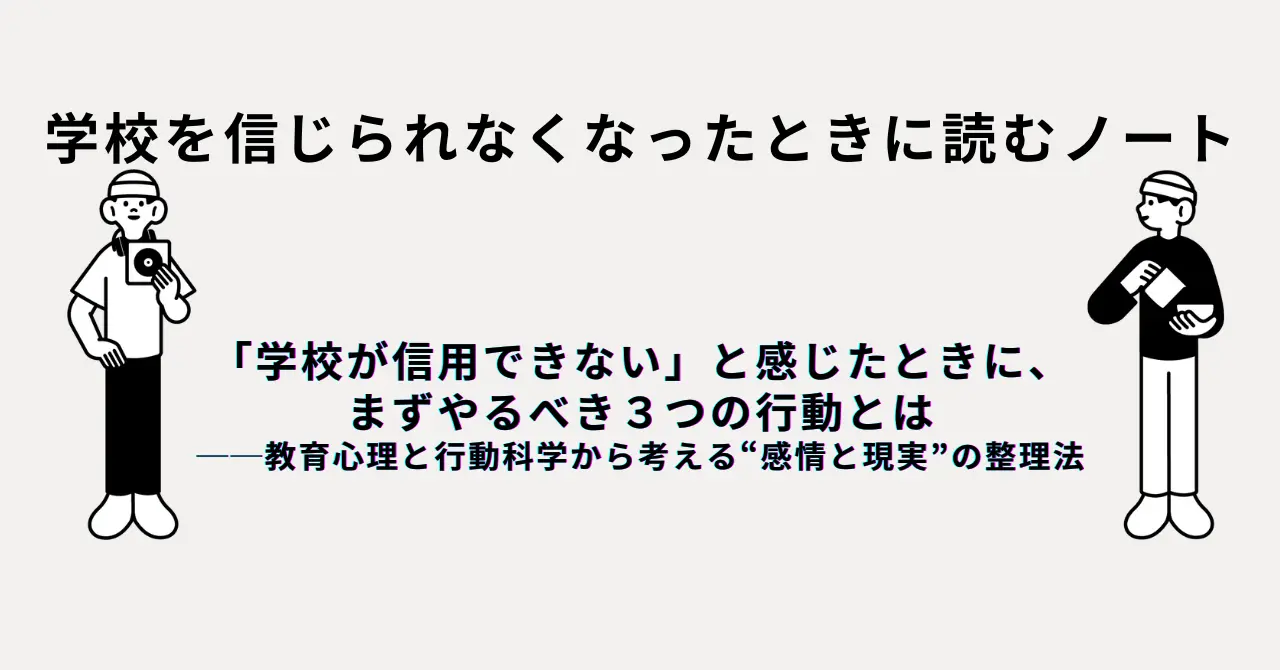 学校を信じられなくなったときに読むノート
「学校が信用できない」と感じたときに、
まずやるべき３つの行動とは
──教育心理と行動科学から考える“感情と現実”の整理法